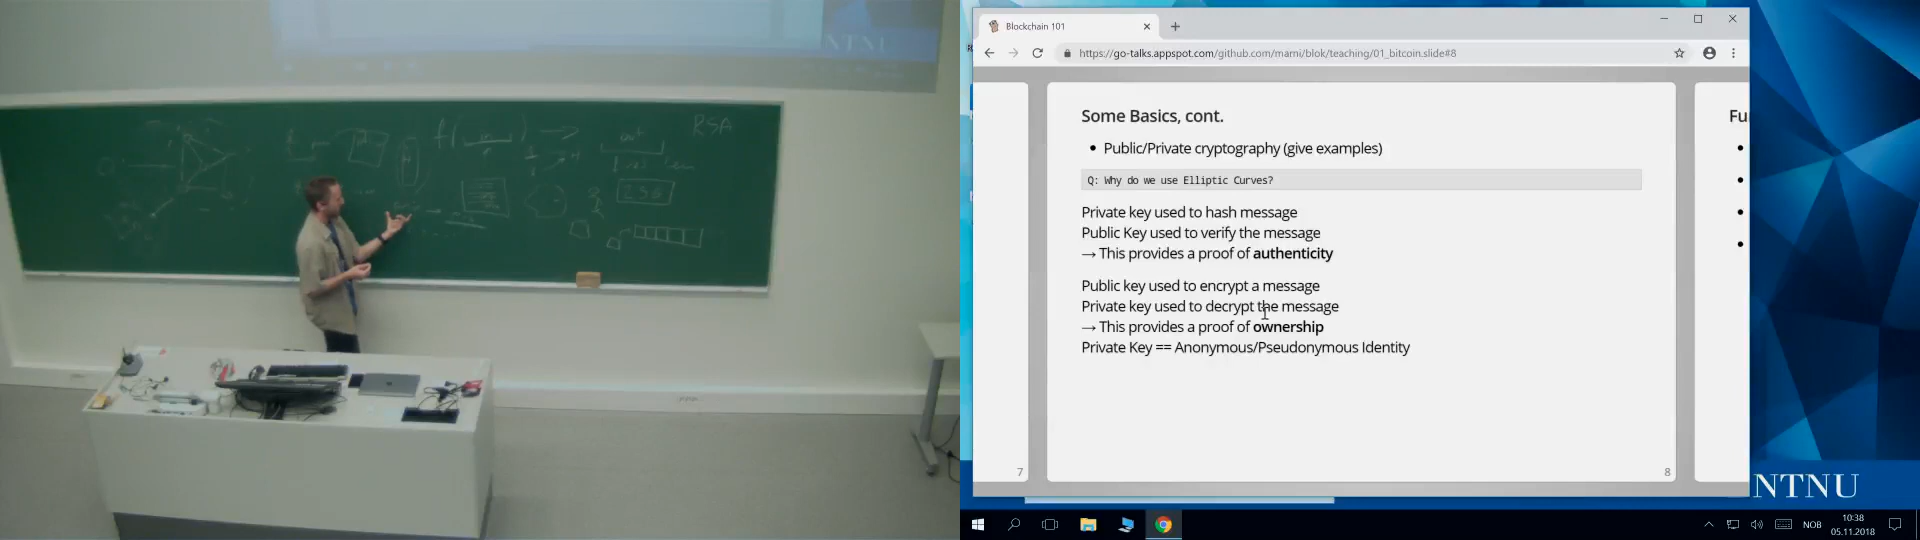 NTNU
RSA
out
256
Blockchain 101
https://go-talks.appspot.com/github.com/mami/blok/teaching/01_bitcoin.slide#8
Some Basics, cont.
Fu
• Public/Private cryptography (give examples)
Q: Why do we use Elliptic Curves?
Private key used to hash message
Public Key used to verify the message
→ This provides a proof of authenticity
Public key used to encrypt a message
Private key used to decrypt the message
→ This provides a proof of ownership
Private Key == Anonymous/Pseudonymous Identity
7
8
NTNU
NOB
10:38
05.11.2018